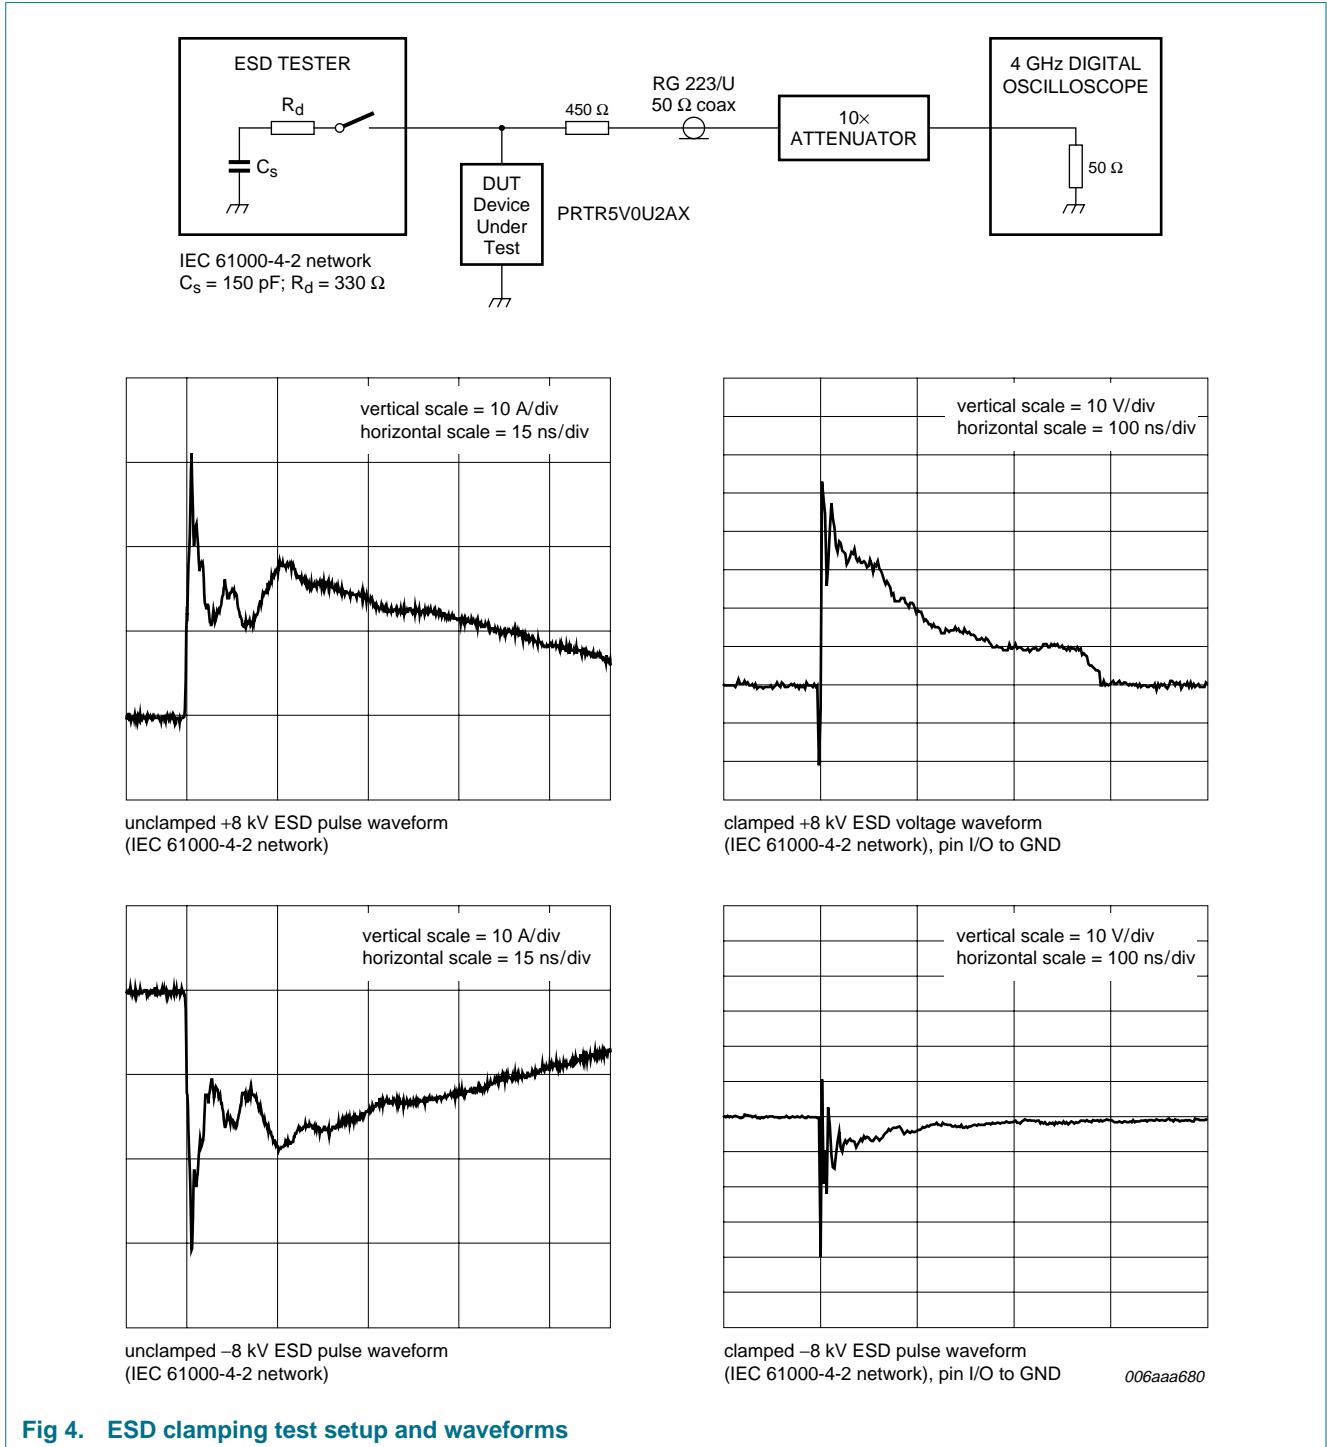 ESD TESTER
R_d
C_s
IEC 61000-4-2 network
C_s = 150 pF; R_d = 330 Ω
DUT
Device
Under
Test
PRTR5V0U2AX
450 Ω
RG 223/U
50 Ω coax
10×
ATTENUATOR
4 GHz DIGITAL
OSCILLOSCOPE
50 Ω
vertical scale = 10 A/div
horizontal scale = 15 ns/div
unclamped +8 kV ESD pulse waveform
(IEC 61000-4-2 network)
vertical scale = 10 V/div
horizontal scale = 100 ns/div
clamped +8 kV ESD voltage waveform
(IEC 61000-4-2 network), pin I/O to GND
vertical scale = 10 A/div
horizontal scale = 15 ns/div
unclamped −8 kV ESD pulse waveform
(IEC 61000-4-2 network)
vertical scale = 10 V/div
horizontal scale = 100 ns/div
clamped −8 kV ESD pulse waveform
(IEC 61000-4-2 network), pin I/O to GND
006aaa680
Fig 4. ESD clamping test setup and waveforms